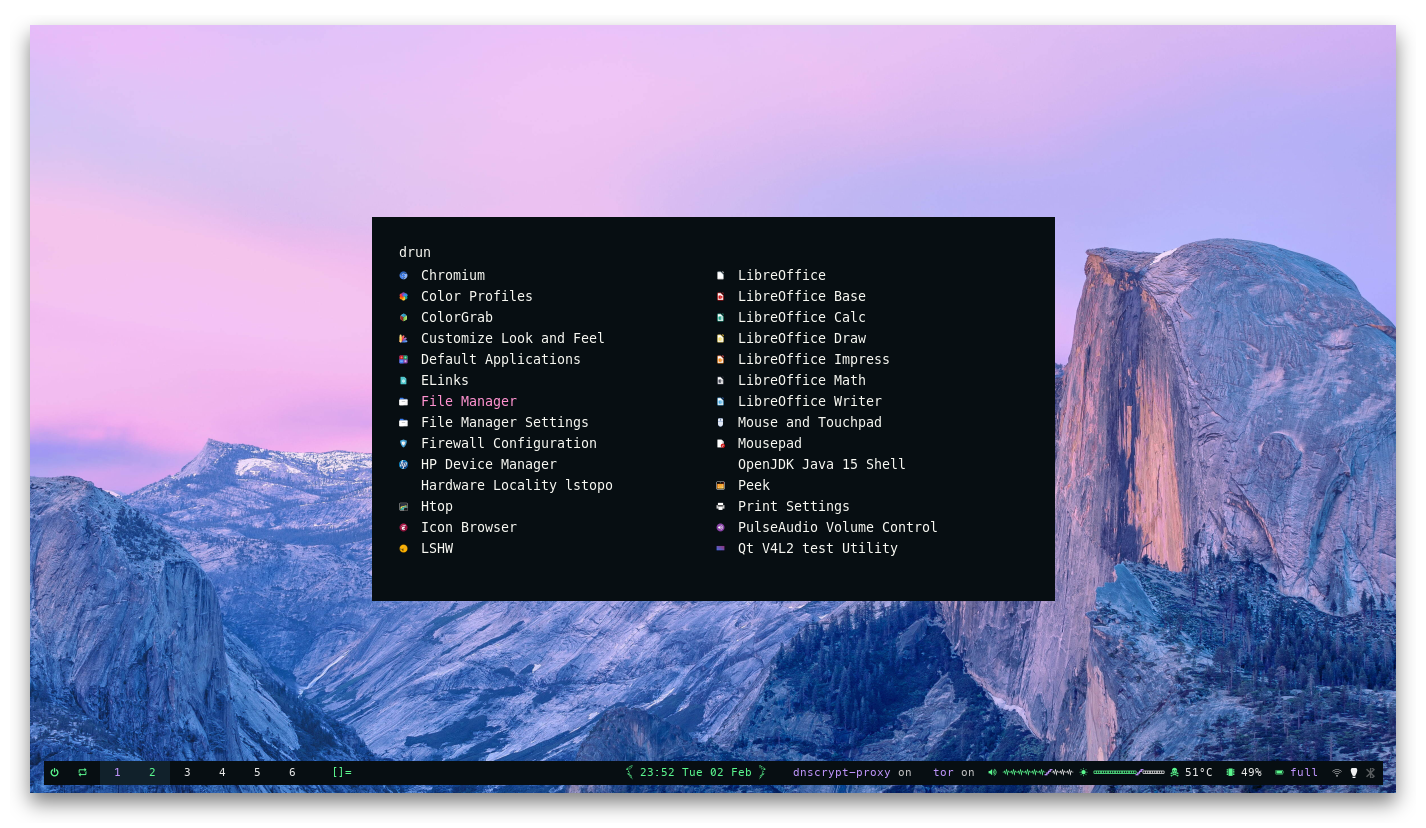 drun
Chromium
Color Profiles
ColorGrab
Customize Look and Feel
Default Applications
ELinks
File Manager
File Manager Settings
Firewall Configuration
HP Device Manager
Hardware Locality lstopo
Htop
Icon Browser
LSHW
LibreOffice
LibreOffice Base
LibreOffice Calc
LibreOffice Draw
LibreOffice Impress
LibreOffice Math
LibreOffice Writer
Mouse and Touchpad
Mousepad
OpenJDK Java 15 Shell
Peek
Print Settings
PulseAudio Volume Control
Qt V4L2 test Utility
1 2 3 4 5 6 []= 23:52 Tue 02 Feb dnscrypt-proxy on tor on 51°C 49% full